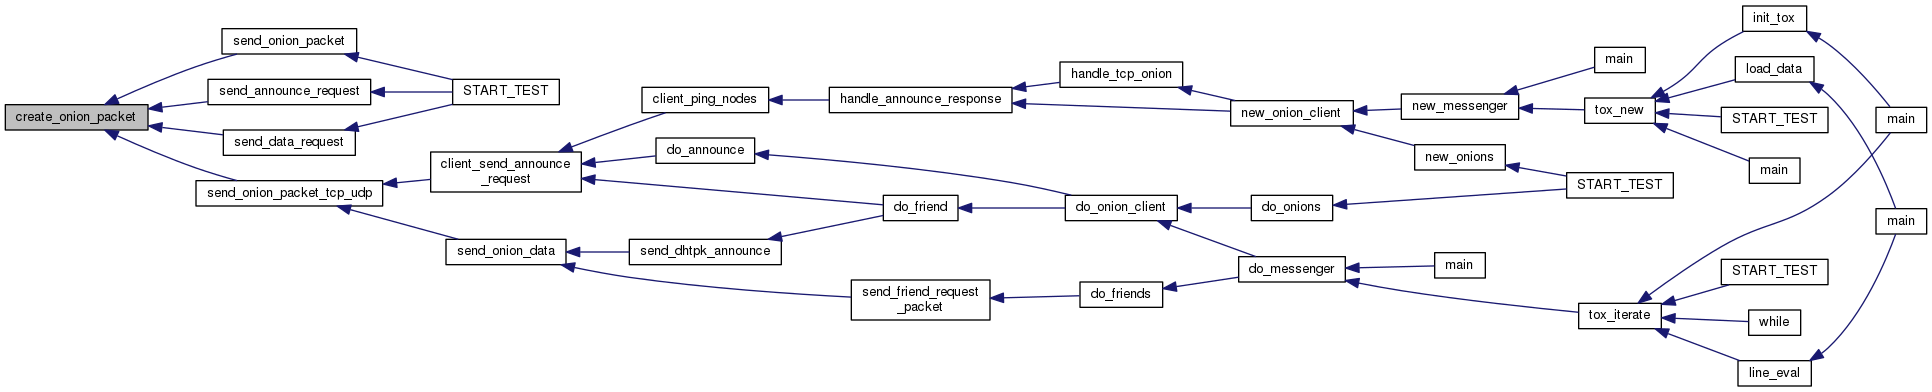 create_onion_packet
send_onion_packet
send_announce_request
send_data_request
send_onion_packet_tcp_udp
START_TEST
client_send_announce
_request
send_onion_data
client_ping_nodes
do_announce
send_dhtpk_announce
handle_announce_response
do_friend
send_friend_request
_packet
handle_tcp_onion
do_onion_client
do_friends
new_onion_client
do_onions
do_messenger
new_messenger
new_onions
main
main
tox_new
START_TEST
tox_iterate
init_tox
load_data
START_TEST
main
START_TEST
while
line_eval
main
main